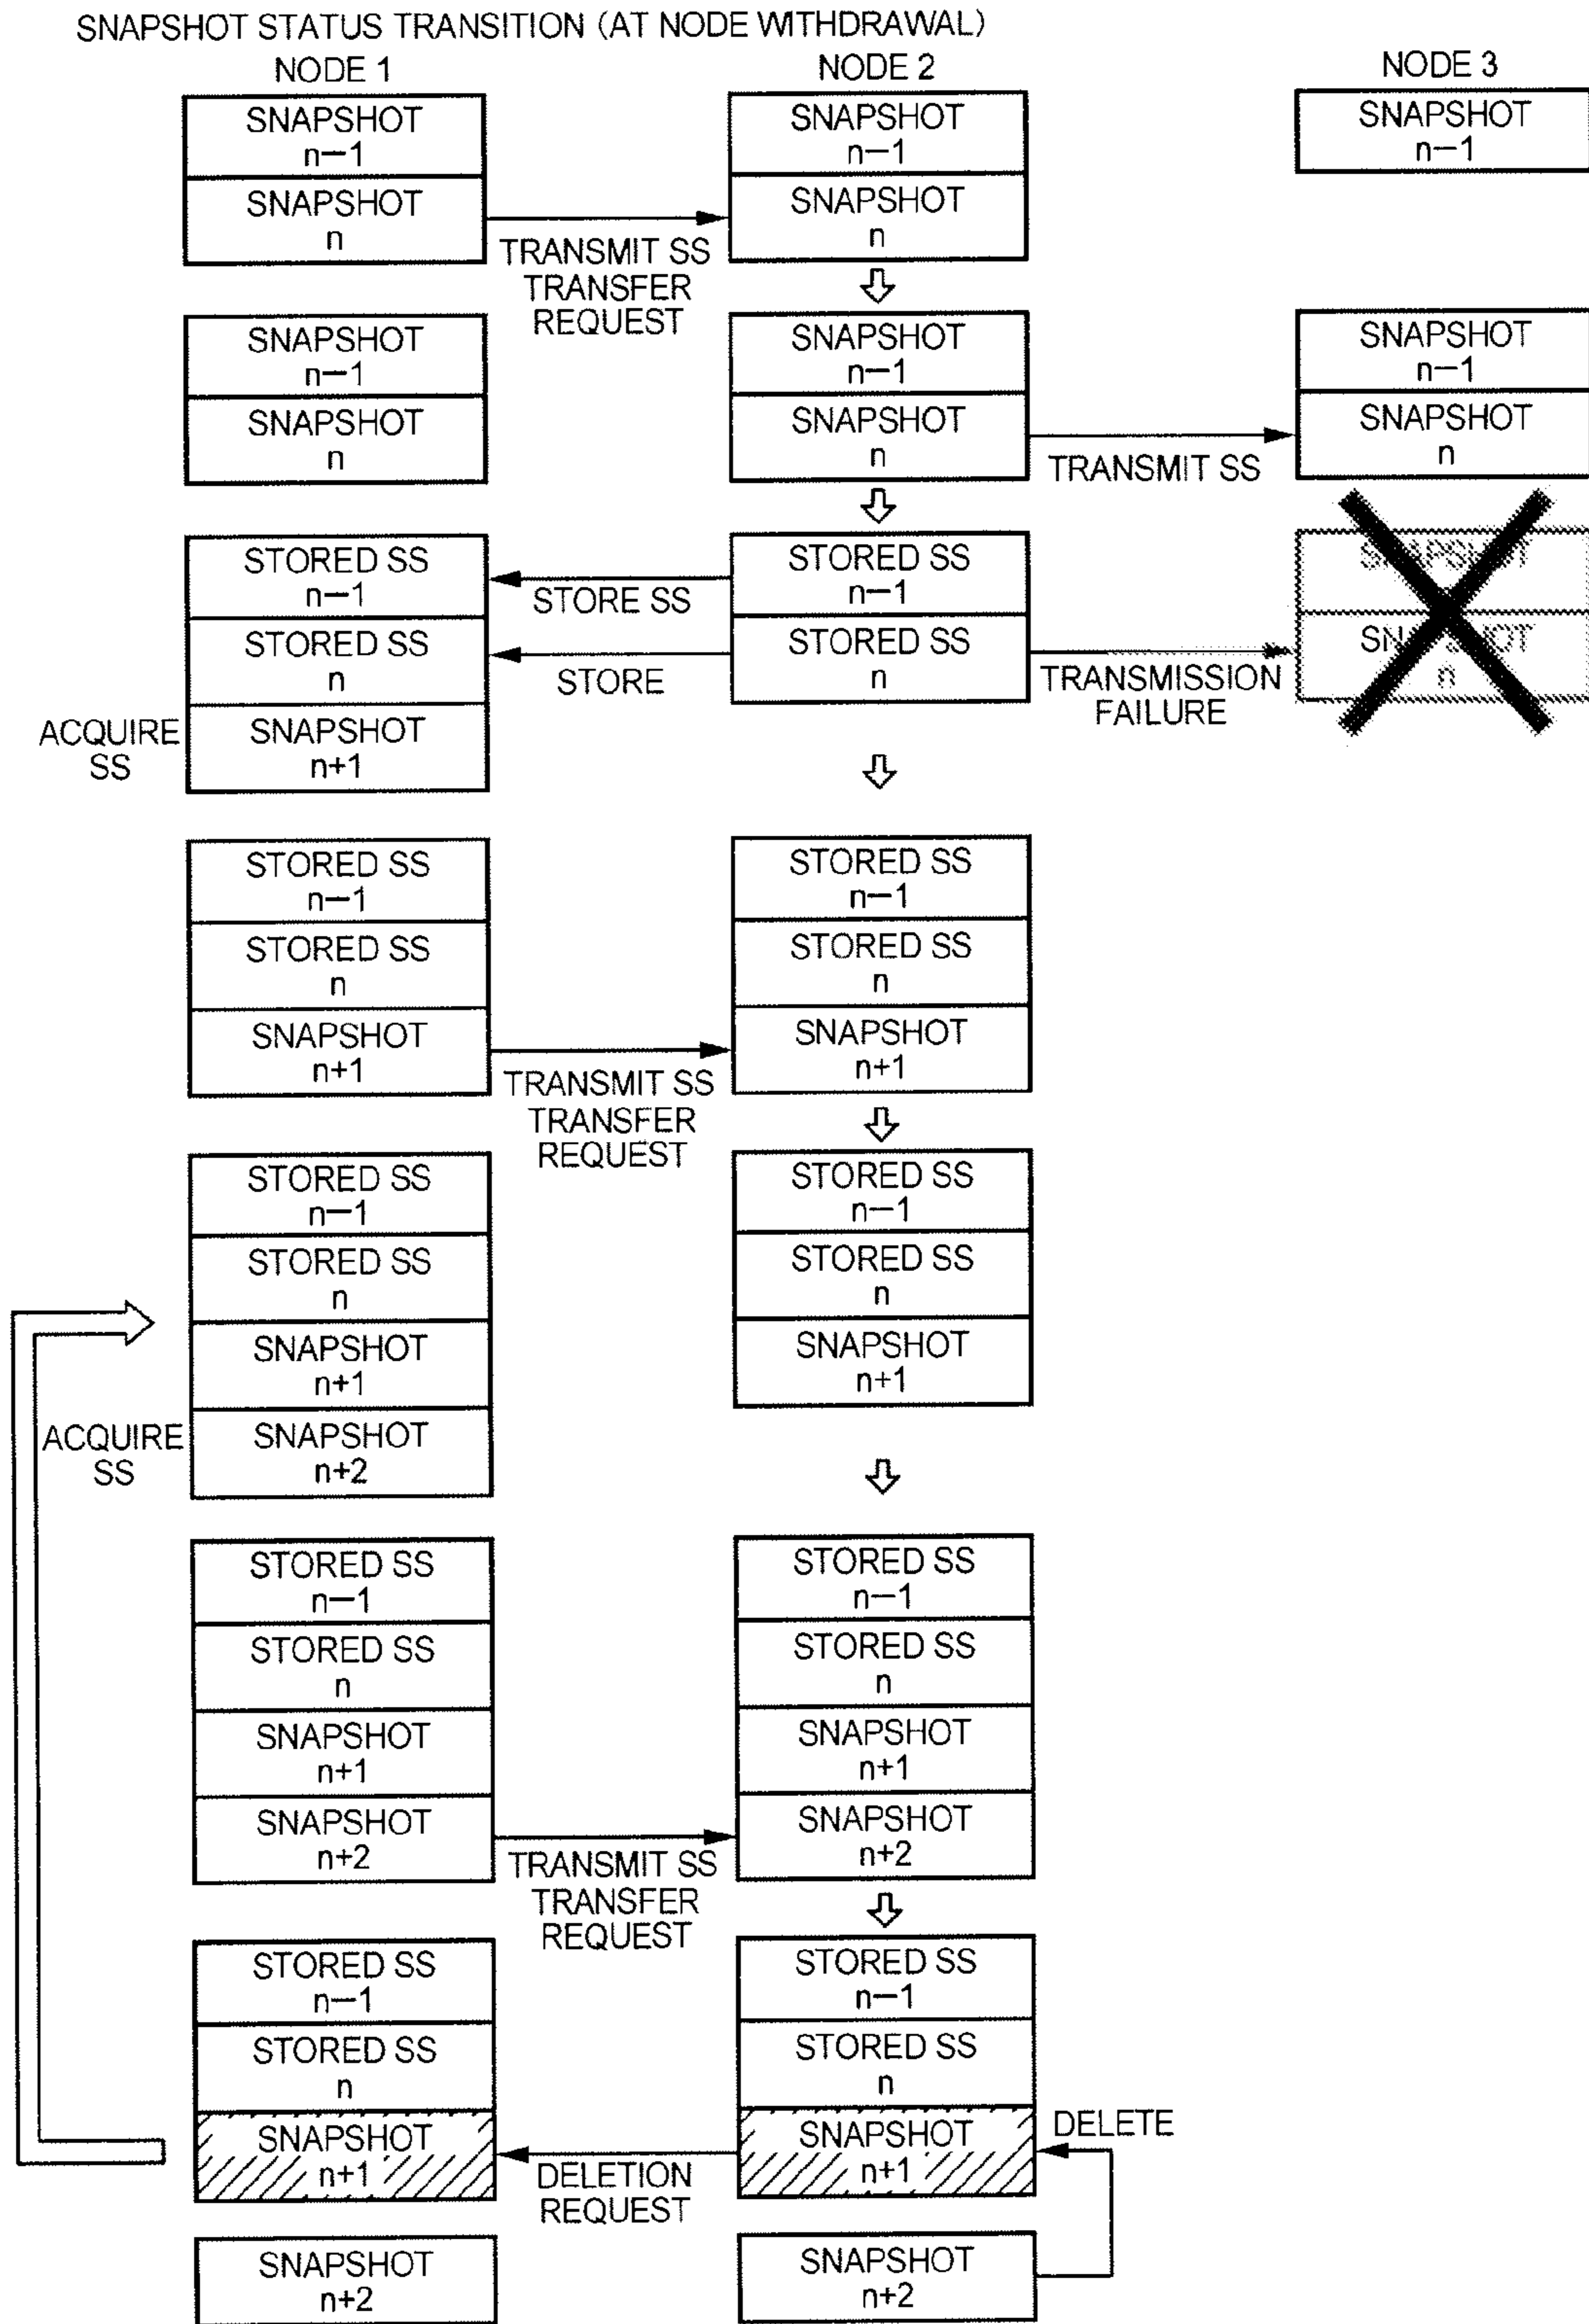 SNAPSHOT STATUS TRANSITION (AT NODE WITHDRAWAL)
NODE 1
NODE 2
NODE 3
SNAPSHOT
n-1
SNAPSHOT
n
TRANSMIT SS
TRANSFER
REQUEST
SNAPSHOT
n-1
SNAPSHOT
n
SNAPSHOT
n-1
SNAPSHOT
n-1
SNAPSHOT
n
SNAPSHOT
n-1
SNAPSHOT
n
TRANSMIT SS
SNAPSHOT
n-1
SNAPSHOT
n
ACQUIRE
SS
STORED SS
n-1
STORED SS
n
SNAPSHOT
n+1
STORE SS
STORE
STORED SS
n-1
STORED SS
n
TRANSMISSION
FAILURE
SNAPSHOT
SNAPSHOT
n
STORED SS
n-1
STORED SS
n
SNAPSHOT
n+1
TRANSMIT SS
TRANSFER
REQUEST
STORED SS
n-1
STORED SS
n
SNAPSHOT
n+1
ACQUIRE
SS
STORED SS
n-1
STORED SS
n
SNAPSHOT
n+1
SNAPSHOT
n+2
STORED SS
n-1
STORED SS
n
SNAPSHOT
n+1
STORED SS
n-1
STORED SS
n
SNAPSHOT
n+1
SNAPSHOT
n+2
TRANSMIT SS
TRANSFER
REQUEST
STORED SS
n-1
STORED SS
n
SNAPSHOT
n+1
SNAPSHOT
n+2
STORED SS
n-1
STORED SS
n
SNAPSHOT
n+1
DELETION
REQUEST
STORED SS
n-1
STORED SS
n
SNAPSHOT
n+1
DELETE
SNAPSHOT
n+2
SNAPSHOT
n+2